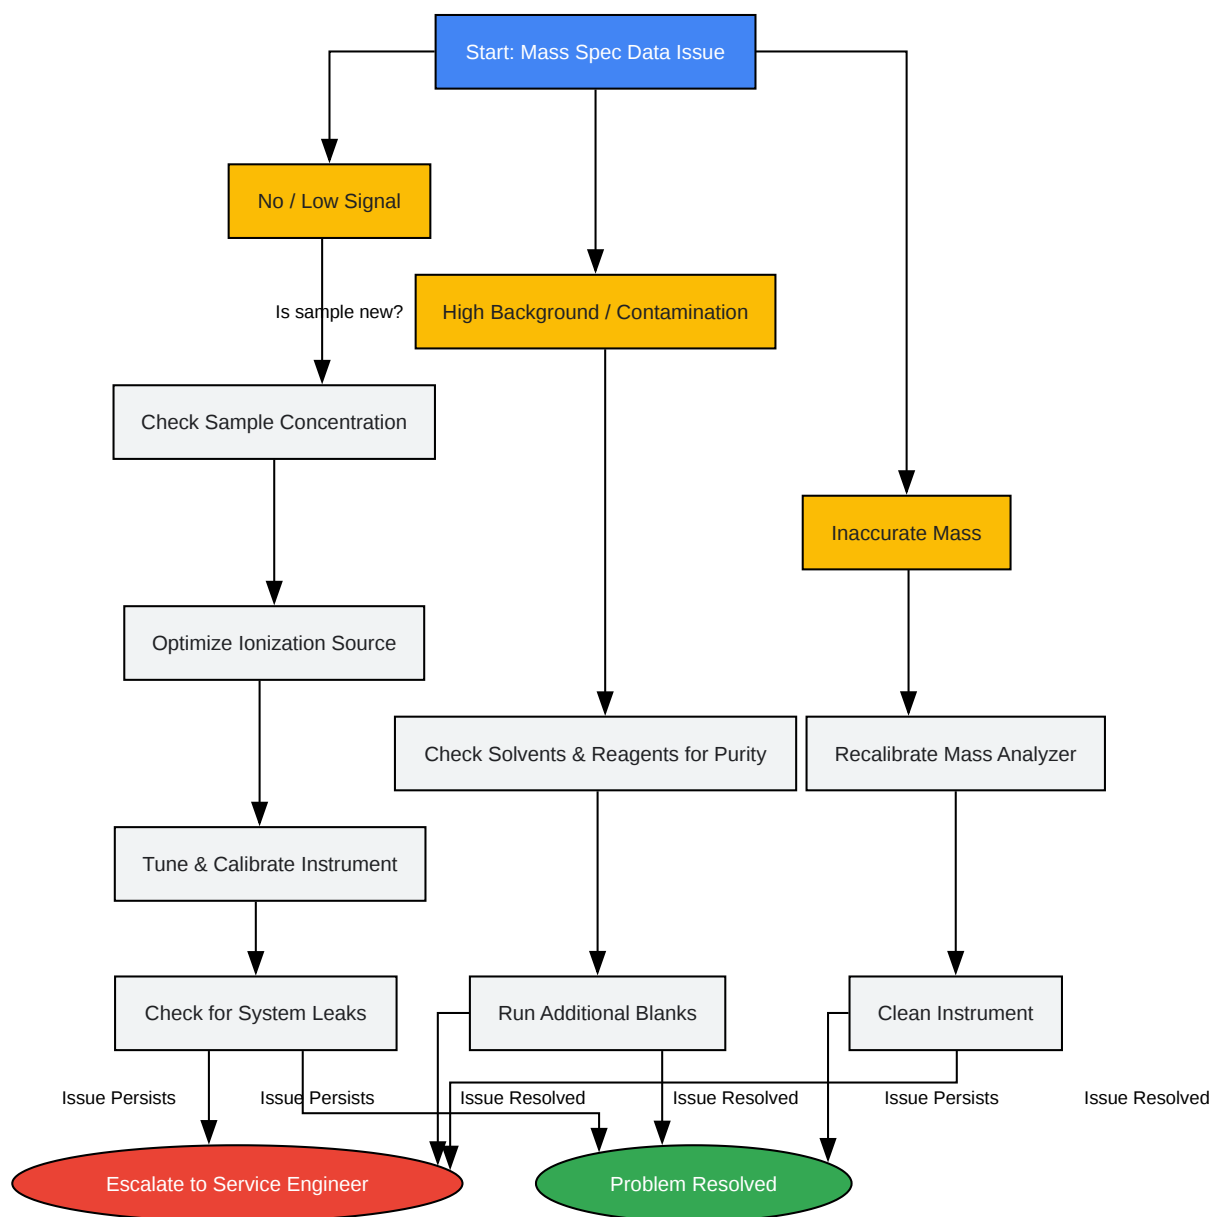 Start: Mass Spec Data Issue
No / Low Signal
Is sample new?
High Background / Contamination
Check Sample Concentration
Inaccurate Mass
Optimize Ionization Source
Check Solvents & Reagents for Purity
Recalibrate Mass Analyzer
Tune & Calibrate Instrument
Check for System Leaks
Run Additional Blanks
Clean Instrument
Issue Persists
Issue Persists
Issue Resolved
Issue Resolved
Issue Persists
Issue Resolved
Escalate to Service Engineer
Problem Resolved